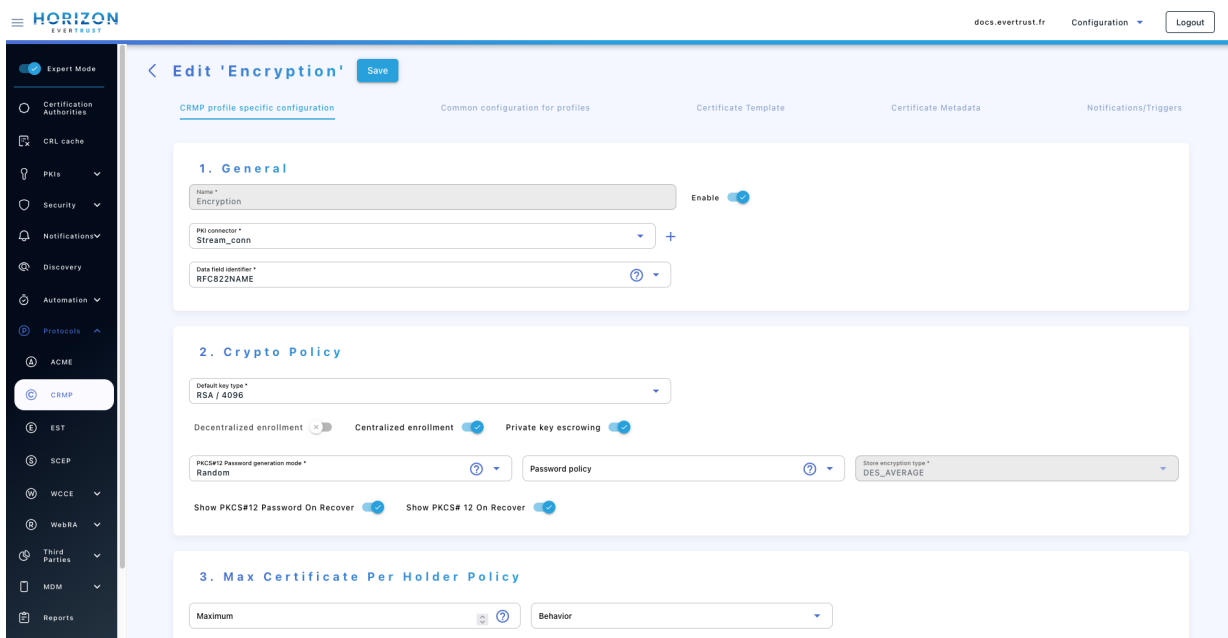 HORIZON
EVERTRUST
docs.evertrust.fr
Configuration
Logout
Expert Mode
Certification
Authorities
CRL cache
PKIs
Security
Notifications
Discovery
Automation
Protocols
ACME
CRMP
EST
SCEP
WCCE
WebRA
Third
Parties
MDM
Reports
Edit 'Encryption'
Save
CRMP profile specific configuration
Common configuration for profiles
Certificate Template
Certificate Metadata
Notifications/Triggers
1. General
Name *
Encryption
Enable
PKI connector *
Stream_conn
Data field identifier *
RFC822NAME
2. Crypto Policy
Default key type *
RSA / 4096
Decentralized enrollment
Centralized enrollment
Private key escrowing
PKCS#12 Password generation mode *
Random
Password policy
Store encryption type *
DES_AVERAGE
Show PKCS#12 Password On Recover
Show PKCS# 12 On Recover
3. Max Certificate Per Holder Policy
Maximum
Behavior